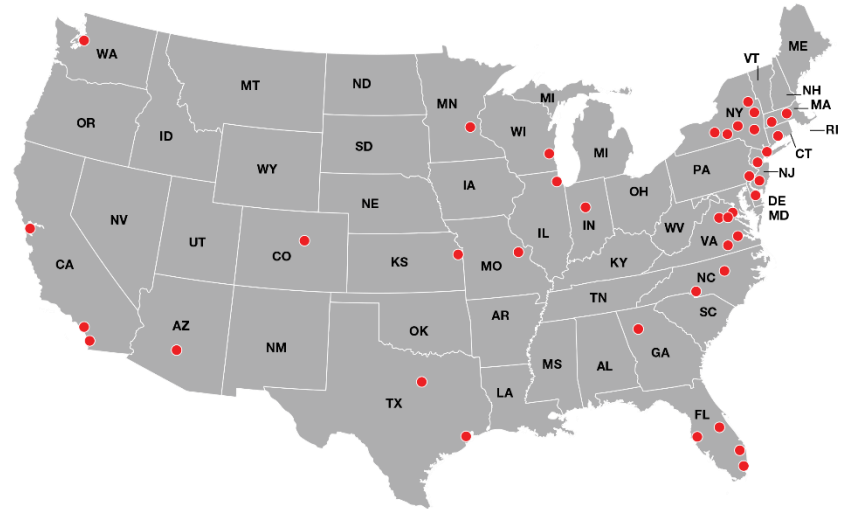 ME
VT
WA
MT
ND
NH
MN
MI
MA
NY
OR
RI
WI
ID
SD
MI
CT
WY
PA
NJ
IA
OH
NE
NV
DE
IN
IL
MD
WV
UT
VA
CO
KS
KY
CA
MO
NC
TN
SC
AR
AZ
OK
NM
GA
MS
AL
LA
TX
FL